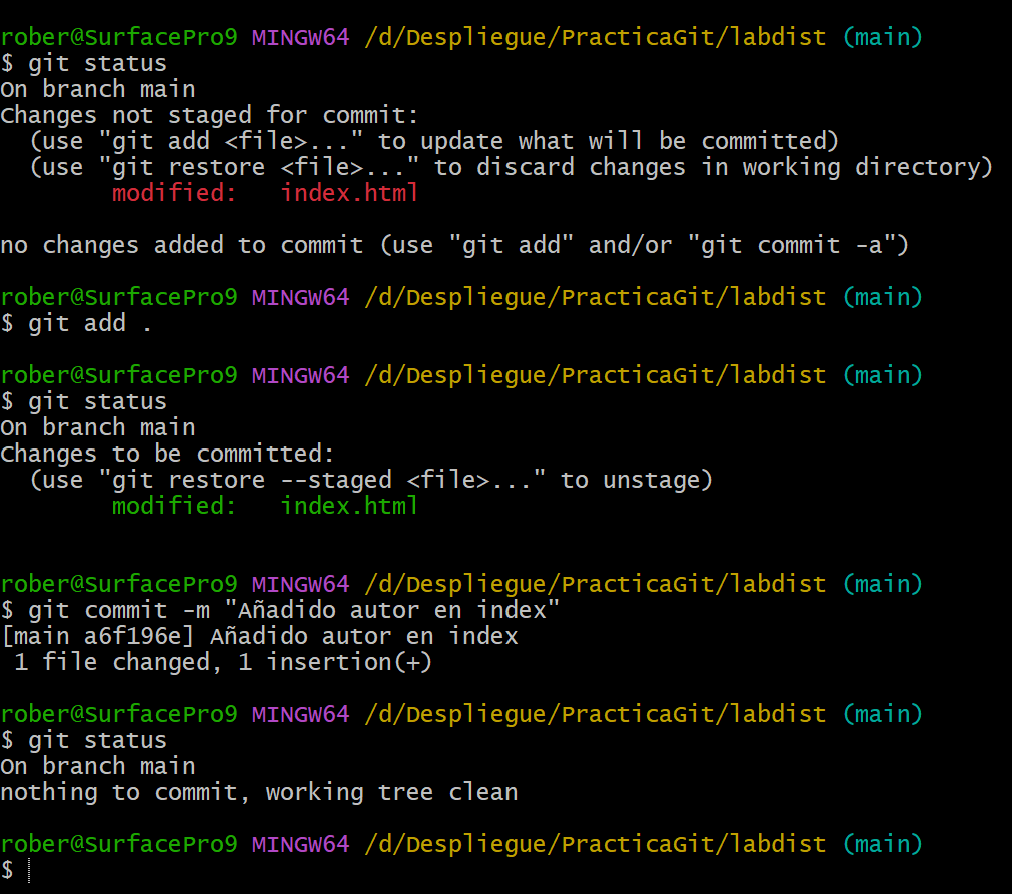 rober@SurfacePro9 MINGW64 /d/Despliegue/PracticaGit/labdist (main)
$ git status
On branch main
Changes not staged for commit:
  (use "git add <file>..." to update what will be committed)
  (use "git restore <file>..." to discard changes in working directory)
        modified:   index.html

no changes added to commit (use "git add" and/or "git commit -a")

rober@SurfacePro9 MINGW64 /d/Despliegue/PracticaGit/labdist (main)
$ git add .

rober@SurfacePro9 MINGW64 /d/Despliegue/PracticaGit/labdist (main)
$ git status
On branch main
Changes to be committed:
  (use "git restore --staged <file>..." to unstage)
        modified:   index.html


rober@SurfacePro9 MINGW64 /d/Despliegue/PracticaGit/labdist (main)
$ git commit -m "Añadido autor en index"
[main a6f196e] Añadido autor en index
 1 file changed, 1 insertion(+)

rober@SurfacePro9 MINGW64 /d/Despliegue/PracticaGit/labdist (main)
$ git status
On branch main
nothing to commit, working tree clean

rober@SurfacePro9 MINGW64 /d/Despliegue/PracticaGit/labdist (main)
$